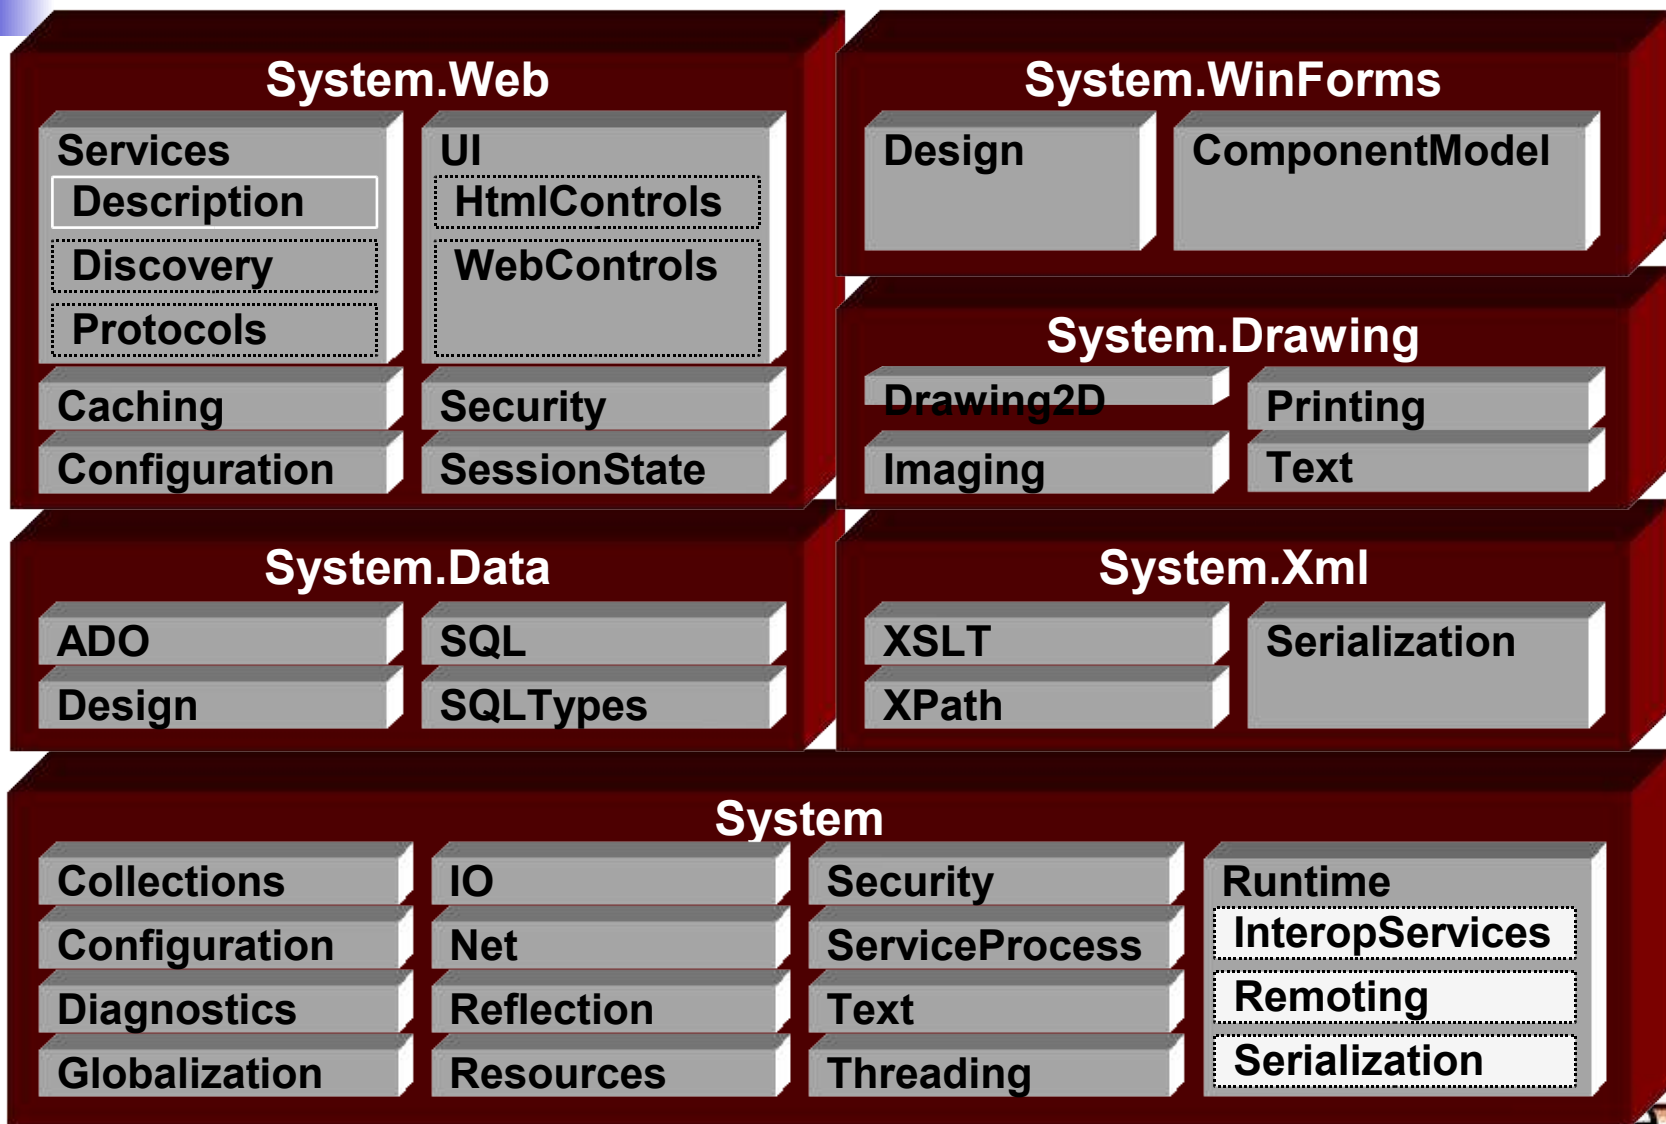 System.Web
Services
Description
Discovery
Protocols
UI
HtmlControls
WebControls
Caching
Security
Configuration
SessionState
System.WinForms
Design
ComponentModel
System.Drawing
Drawing2D
Printing
Imaging
Text
System.Data
ADO
SQL
Design
SQLTypes
System.Xml
XSLT
Serialization
XPath
System
Collections
IO
Security
Runtime
Configuration
Net
ServiceProcess
InteropServices
Diagnostics
Reflection
Text
Remoting
Globalization
Resources
Threading
Serialization